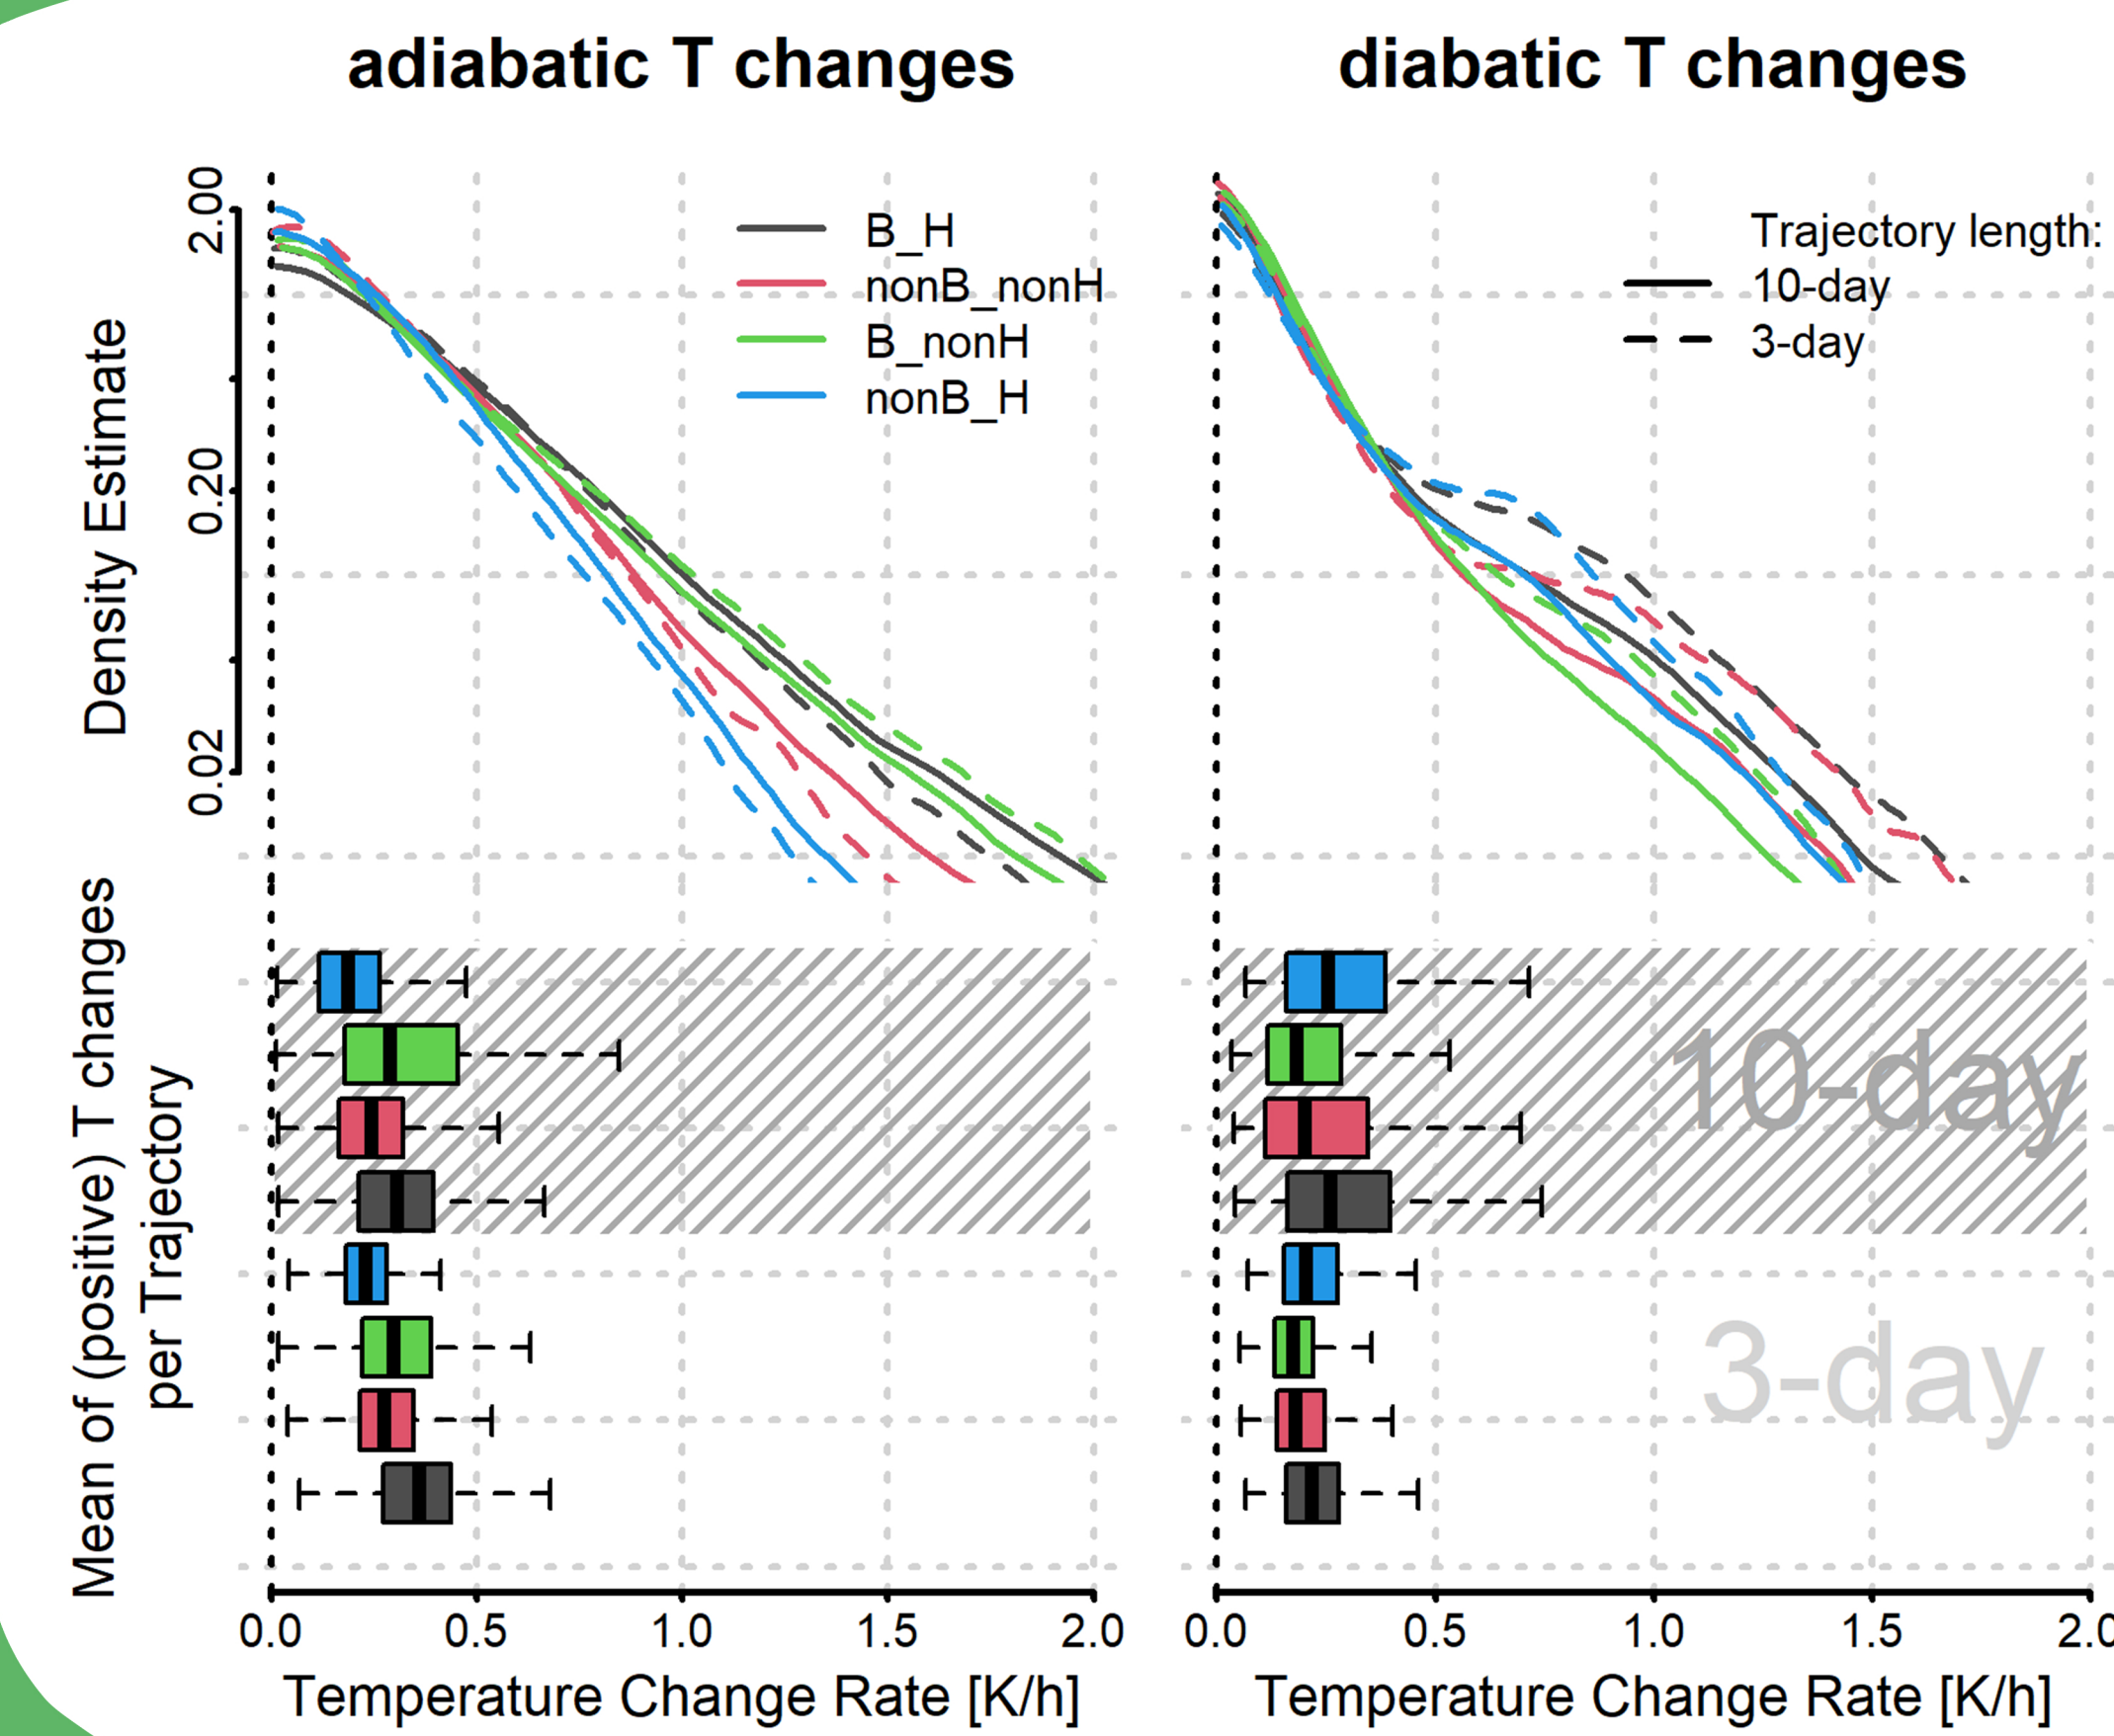 adiabatic T changes
diabatic T changes
Density Estimate
2.00
0.20
0.02
B_H
nonB_nonH
B_nonH
nonB_H
Trajectory length:
10-day
3-day
Mean of (positive) T changes
per Trajectory
10-day
3-day
0.0 0.5 1.0 1.5 2.0
Temperature Change Rate [K/h]
0.0 0.5 1.0 1.5 2.0
Temperature Change Rate [K/h]